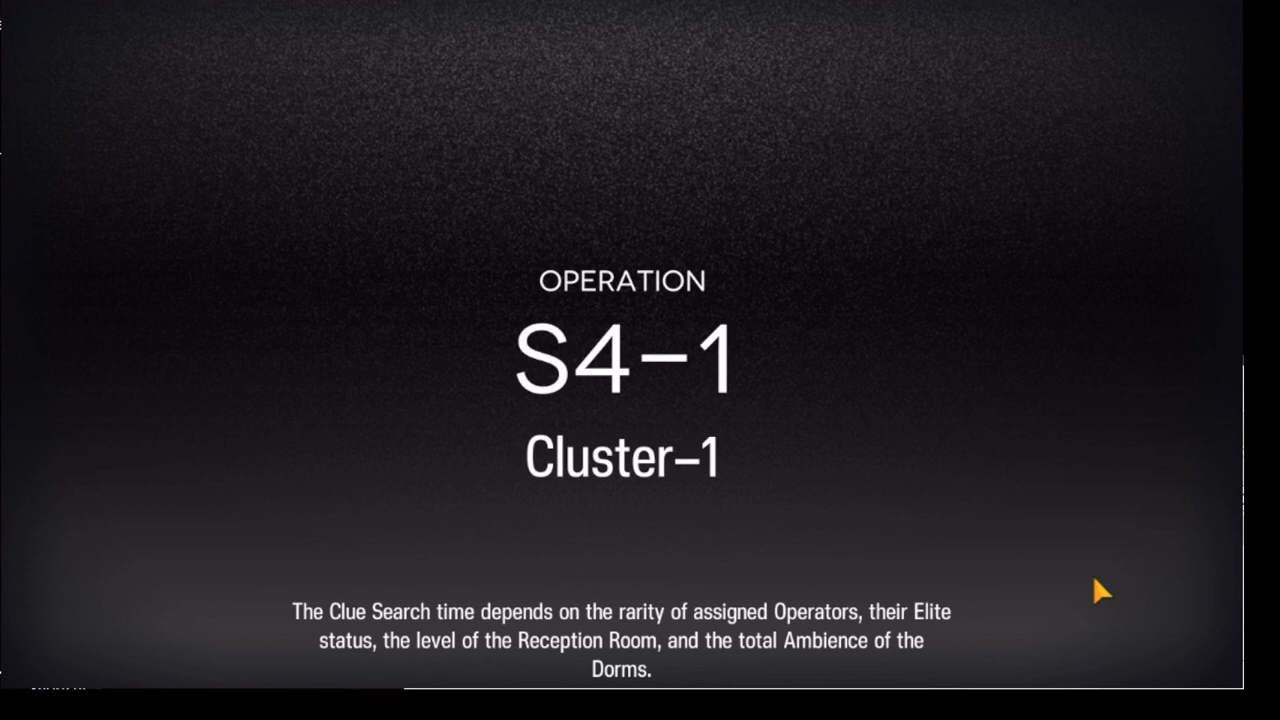 OPERATION
S4–1
Cluster–1
The Clue Search time depends on the rarity of assigned Operators, their Elite
status, the level of the Reception Room, and the total Ambience of the
Dorms.